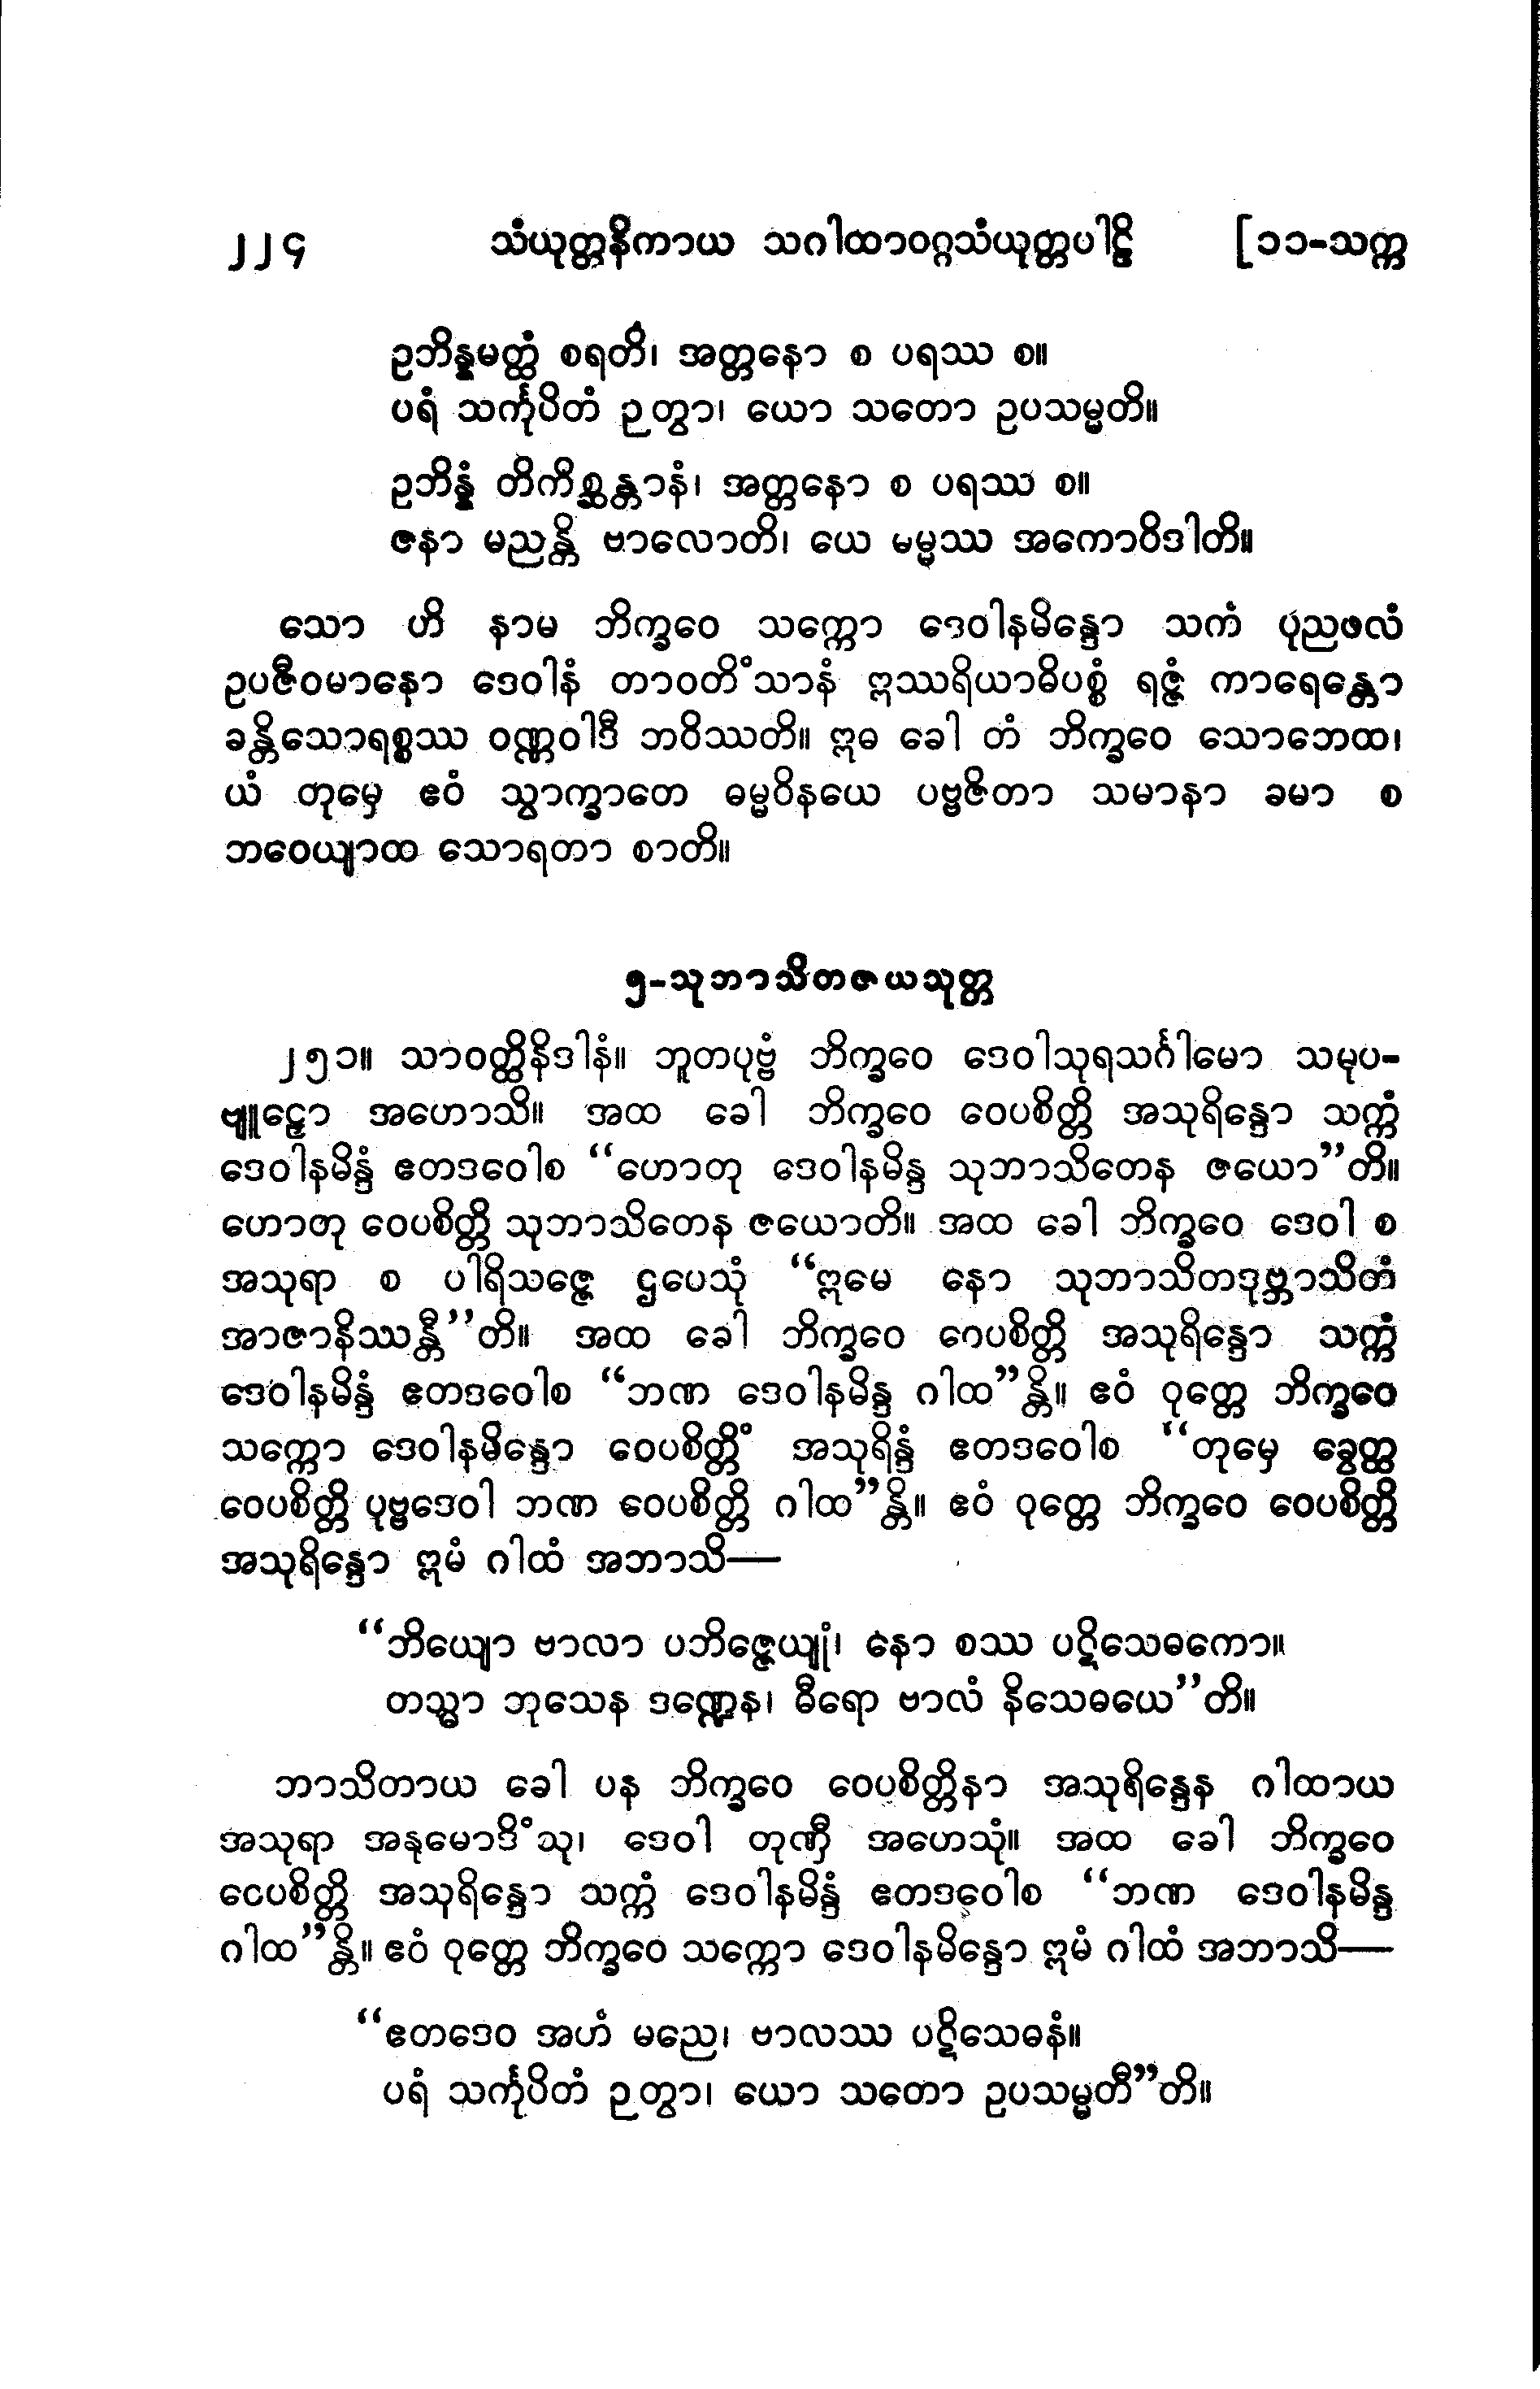 ၂၂၄ သံယုတ္တနိကာယ သဂါထာဝဂ္ဂသံယုတ္တပါဠိ [၁၁-သက္က
ဥဘိန္နမတ္ထံ စရတိ၊ အတ္တနော စ ပရဿ စ။
ပရံ သင်္ကုပိတံ ဉတွာ၊ ယော သတော ဥပသမ္မတိ။
ဥဘိန္နံ တိကိစ္ဆန္တာနံ၊ အတ္တနော စ ပရဿ စ။
ဇနာ မညန္တိ ဗာလောတိ၊ ယေ ဓမ္မဿ အကောဝိဒါတိ။
သော ဟိ နာမ ဘိက္ခဝေ သက္ကော ဒေဝါနမိန္ဒော သကံ ပုညဖလံ
ဥပဇီဝမာနော ဒေဝါနံ တာဝတိံသာနံ ဣဿရိယာဓိပစ္စံ ရဇ္ဇံ ကာရေန္တော
ခန္တိသောရစ္စဿ ဝဏ္ဏဝါဒီ ဘဝိဿတိ။ ဣဓ ခေါ တံ ဘိက္ခဝေ သောဘေထ၊
ယံ တုမှေ ဧဝံ သွာက္ခာတေ ဓမ္မဝိနယေ ပဗ္ဗဇိတာ သမာနာ ခမာ စ
ဘဝေယျာထ သောရတာ စာတိ။
၅-သုဘာသိတဇယသုတ္တ
၂၅၁။ သာဝတ္ထိနိဒါနံ။ ဘူတပုဗ္ဗံ ဘိက္ခဝေ ဒေဝါသုရသင်္ဂါမော သမုပ-
ဗျူဠှော အဟောသိ။ အထ ခေါ ဘိက္ခဝေ ဝေပစိတ္တိ အသုရိန္ဒော သက္ကံ
ဒေဝါနမိန္ဒံ ဧတဒဝေါစ “ဟောတု ဒေဝါနမိန္ဒ သုဘာသိတေန ဇယော”တိ။
ဟောတု ဝေပစိတ္တိ သုဘာသိတေန ဇယောတိ။ အထ ခေါ ဘိက္ခဝေ ဒေဝါ စ
အသုရာ စ ပါရိသဇ္ဇေ ဌပေသုံ “ဣမေ နော သုဘာသိတဒုဗ္ဘာသိတံ
အာဇာနိဿန္တီ”တိ။ အထ ခေါ ဘိက္ခဝေ ဝေပစိတ္တိ အသုရိန္ဒော သက္ကံ
ဒေဝါနမိန္ဒံ ဧတဒဝေါစ “ဘဏ ဒေဝါနမိန္ဒ ဂါထ”န္တိ။ ဧဝံ ဝုတ္တေ ဘိက္ခဝေ
သက္ကော ဒေဝါနမိန္ဒော ဝေပစိတ္တိံ အသုရိန္ဒံ ဧတဒဝေါစ “တုမှေ ခွေတ္ထ
ဝေပစိတ္တိ ပုဗ္ဗဒေဝါ ဘဏ ဝေပစိတ္တိ ဂါထ”န္တိ။ ဧဝံ ဝုတ္တေ ဘိက္ခဝေ ဝေပစိတ္တိ
အသုရိန္ဒော ဣမံ ဂါထံ အဘာသိ—
“ဘိယျော ဗာလာ ပဘိဇ္ဇေယျုံ၊ နော စဿ ပဋိသေဓကော။
တသ္မာ ဘုသေန ဒဏ္ဍေန၊ ဓီရော ဗာလံ နိသေဓယေ”တိ။
ဘာသိတာယ ခေါ ပန ဘိက္ခဝေ ဝေပစိတ္တိနာ အသုရိန္ဒေန ဂါထာယ
အသုရာ အနုမောဒိံသု၊ ဒေဝါ တုဏှီ အဟေသုံ။ အထ ခေါ ဘိက္ခဝေ
ဝေပစိတ္တိ အသုရိန္ဒော သက္ကံ ဒေဝါနမိန္ဒံ ဧတဒဝေါစ “ဘဏ ဒေဝါနမိန္ဒ
ဂါထ”န္တိ။ ဧဝံ ဝုတ္တေ ဘိက္ခဝေ သက္ကော ဒေဝါနမိန္ဒော ဣမံ ဂါထံ အဘာသိ—
“ဧတဒေဝ အဟံ မညေ၊ ဗာလဿ ပဋိသေဓနံ။
ပရံ သင်္ကုပိတံ ဉတွာ၊ ယော သတော ဥပသမ္မတီ”တိ။